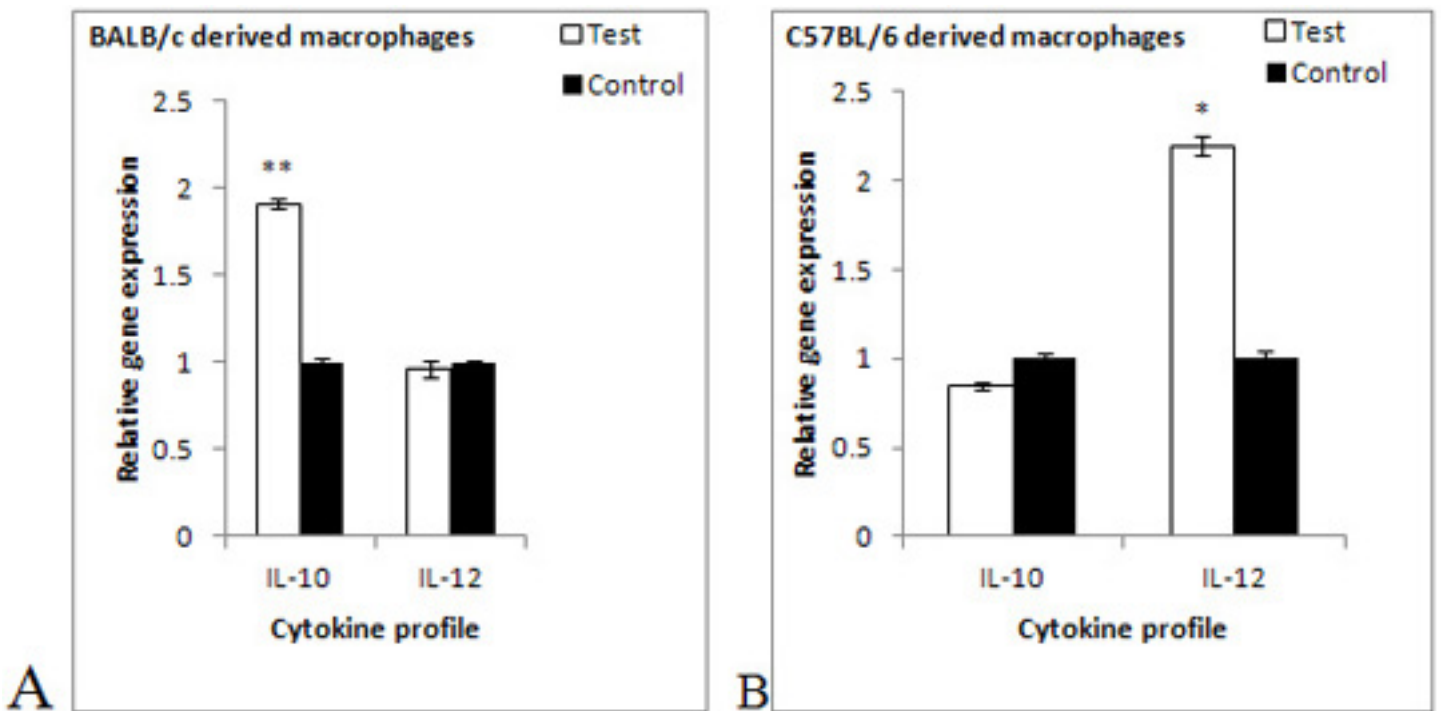 BALB/c derived macrophages
Test
Control
Relative gene expression
2.5
2
1.5
1
0.5
0
**
IL-10
IL-12
Cytokine profile
A
C57BL/6 derived macrophages
Test
Control
Relative gene expression
2.5
2
1.5
1
0.5
0
*
IL-10
IL-12
Cytokine profile
B